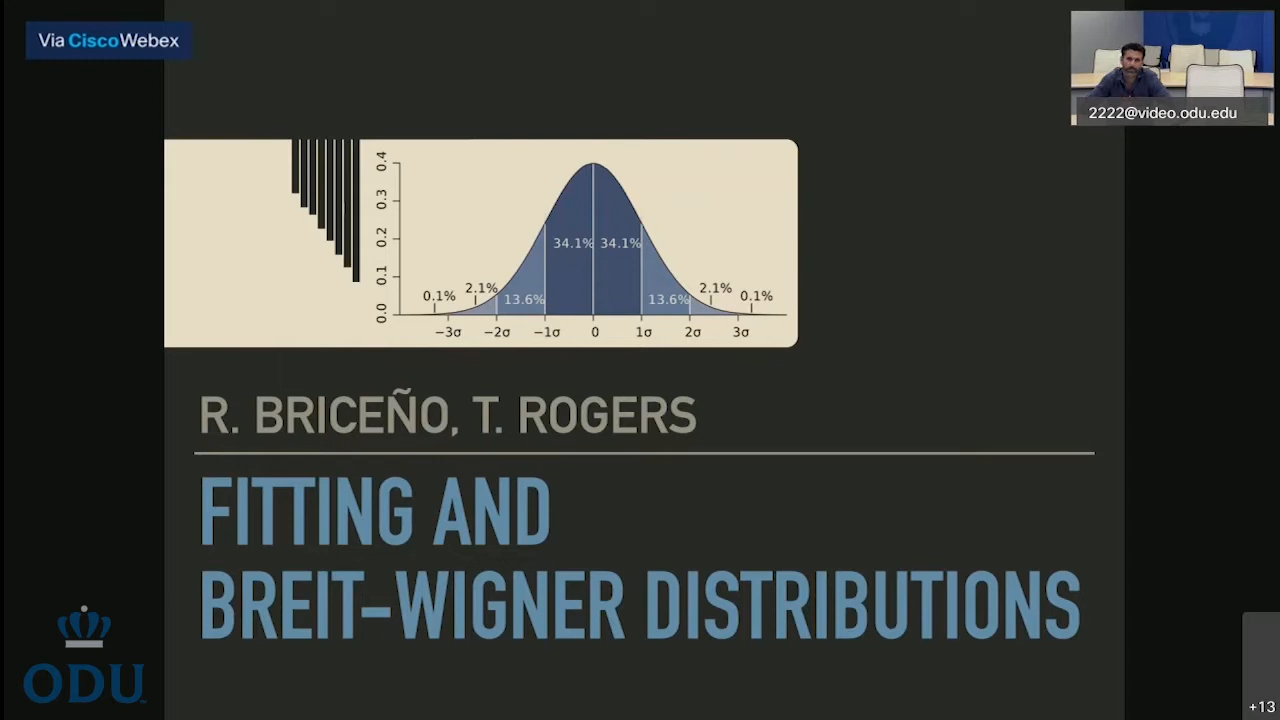 Via CiscoWebex
2222@video.odu.edu
0.4
0.3
0.2
0.1
0.0
34.1% 34.1%
0.1% 2.1% 13.6% 13.6% 2.1% 0.1%
−3σ −2σ −1σ 0 1σ 2σ 3σ
R. BRICEÑO, T. ROGERS
FITTING AND
BREIT-WIGNER DISTRIBUTIONS
ODU
+13